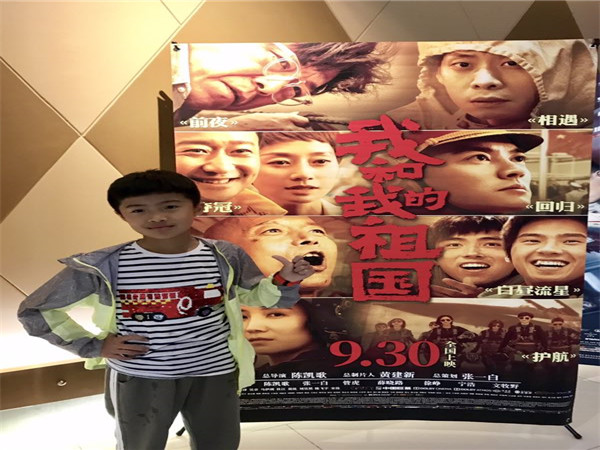 《前夜》
《相遇》
夺冠》
我和我的祖国
《回归》
《白昼流星》
《护航》
9.30 全国上映
总导演 陈凯歌 总制片人 黄建新 总策划 张一白
陈凯歌 张一白 管虎 薛晓路 徐峥 宁浩 文牧野